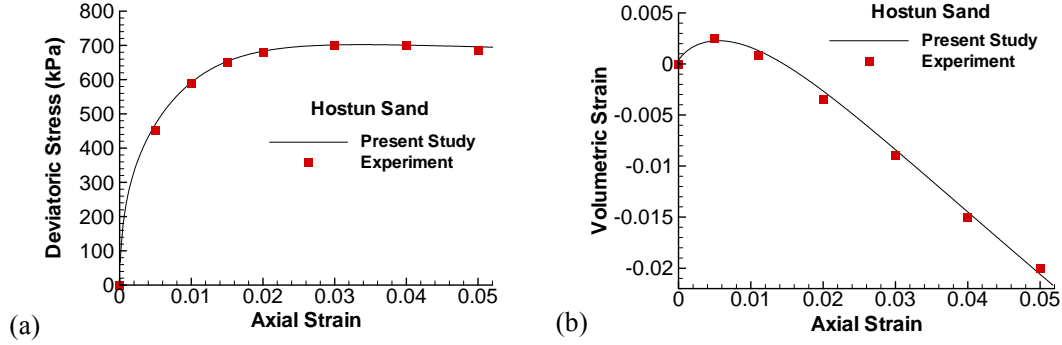 800
700
600
500
400
300
200
100
0
0
0.01
0.02
0.03
0.04
0.05
Deviatoric Stress (kPa)
Axial Strain
Hostun Sand
Present Study
Experiment
(a)
0.005
0
-0.005
-0.01
-0.015
-0.02
0
0.01
0.02
0.03
0.04
0.05
Volumetric Strain
Axial Strain
Hostun Sand
Present Study
Experiment
(b)